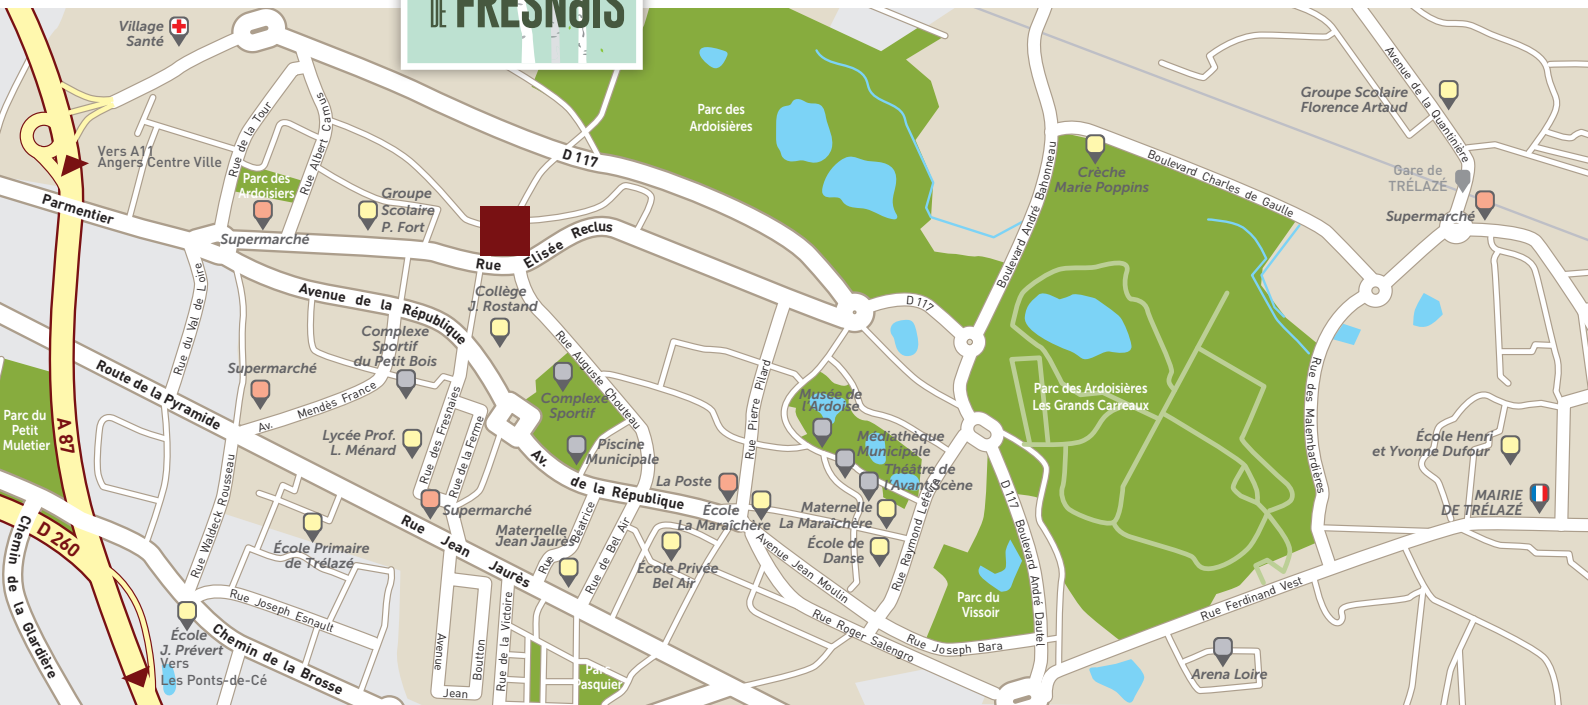 DE FRESNAIS
Village
Santé
Vers A11
Angers Centre Ville
Parmentier
Rue de la Tour
Rue Albert Camus
Parc des
Ardoisiers
Supermarché
Groupe
Scolaire
P. Fort
D 117
Rue Elisée Reclus
Parc des
Ardoisières
Boulevard André Bahonneau
Crèche
Marie Poppins
Boulevard Charles de Gaulle
Groupe Scolaire
Florence Artaud
Avenue de la Quantinière
Gare de
TRÉLAZÉ
Supermarché
Rue du Val de Loire
Avenue de la République
Collège
J. Rostand
Complexe
Sportif
du Petit Bois
Rue Auguste Chouteau
D 117
Route de la Pyramide
Supermarché
Av. Mendès France
Parc du
Petit
Muletier
A 87
Lycée Prof.
L. Ménard
Rue des Fresnaies
Rue de la Ferme
Complexe
Sportif
Piscine
Municipale
Rue Pierre Pilard
Musée de
l'Ardoise
Médiathèque
Municipale
Théâtre de
l'Avant Scène
Parc des Ardoisières
Les Grands Carreaux
Rue des Malembardières
École Henri
et Yvonne Dufour
MAIRIE
DE TRÉLAZÉ
Av. de la République
La Poste
École
La Maraîchère
Maternelle
La Maraîchère
École de
Danse
Rue Raymond Lefèvre
D 117
Boulevard André Dautel
Supermarché
Rue Jean Jaurès
Maternelle
Jean Jaurès
Rue Béatrice
Rue de Bel Air
École Privée
Bel Air
Avenue Jean Moulin
D 260
Chemin de la Glardière
Rue Waldeck Rousseau
École Primaire
de Trélazé
Rue Joseph Esnault
École
J. Prévert
Vers
Les Ponts-de-Cé
Chemin de la Brosse
Avenue
Jean
Boutton
Rue de la Victoire
Parc
Pasquier
Rue Roger Salengro
Rue Joseph Bara
Parc du
Vissoir
Rue Ferdinand Vest
Arena Loire